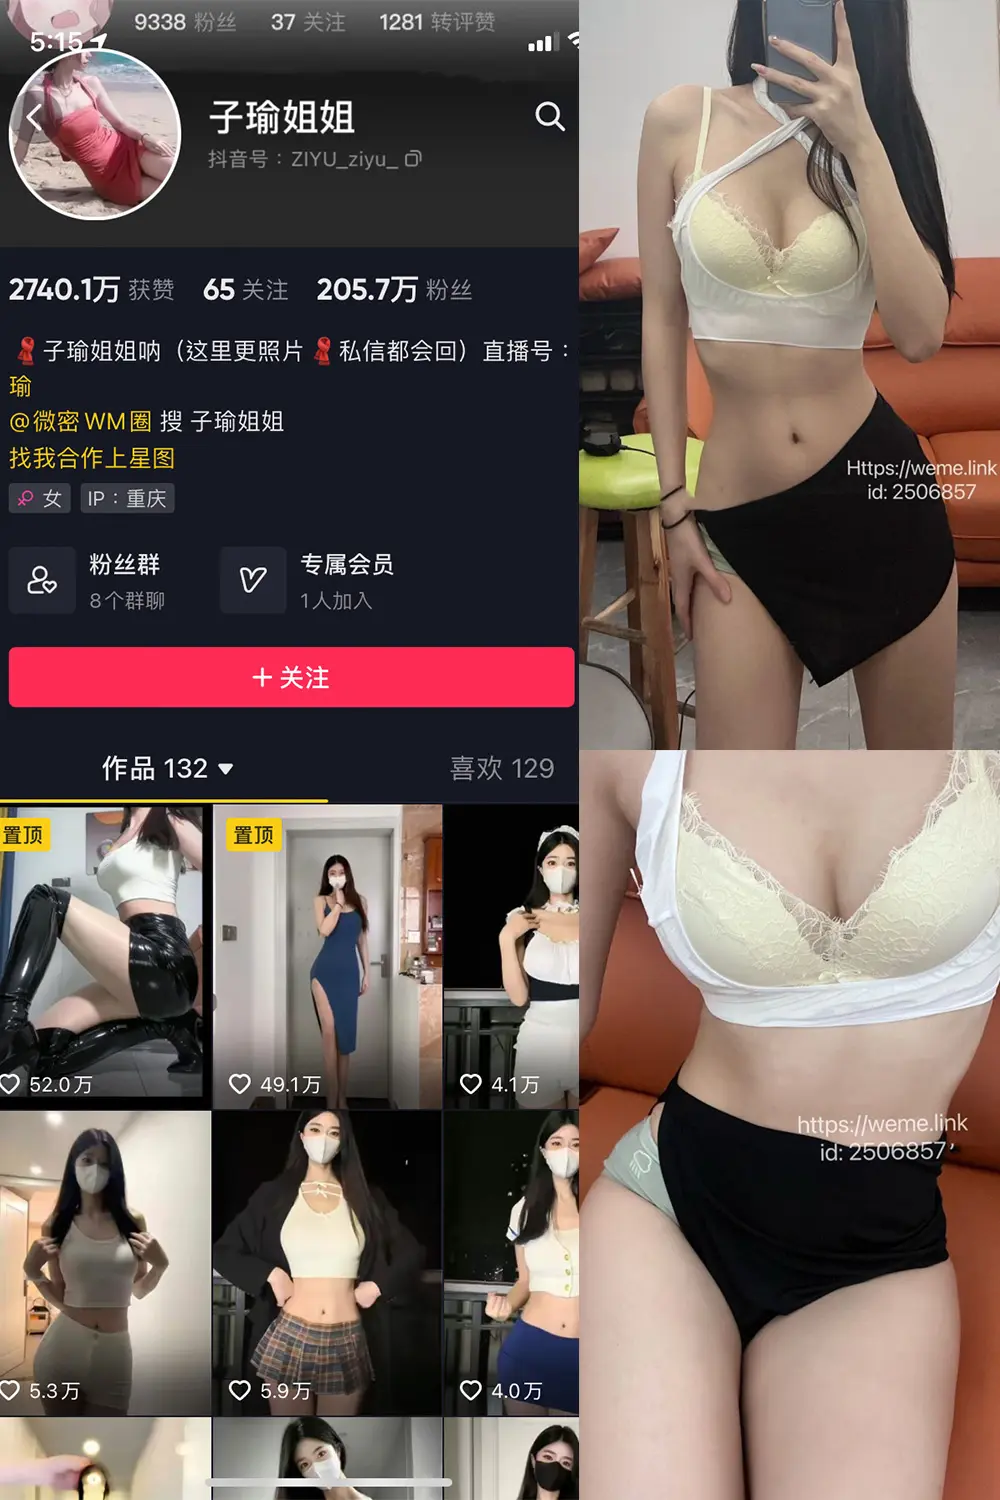 9338 粉丝 37 关注 1281 转评赞
5:15
子瑜姐姐
抖音号：ZIYU_ziyu_
2740.1万 获赞 65 关注 205.7万 粉丝
子瑜姐姐呐（这里更照片 私信都会回）直播号：
瑜
@微密WM圈 搜 子瑜姐姐
找我合作上星图
女 IP：重庆
粉丝群 专属会员
8个群聊 1人加入
+ 关注
作品 132 喜欢 129
置顶 置顶
52.0万 49.1万 4.1万
5.3万 5.9万 4.0万
Https://weme.link
id: 2506857
https://weme.link
id: 2506857